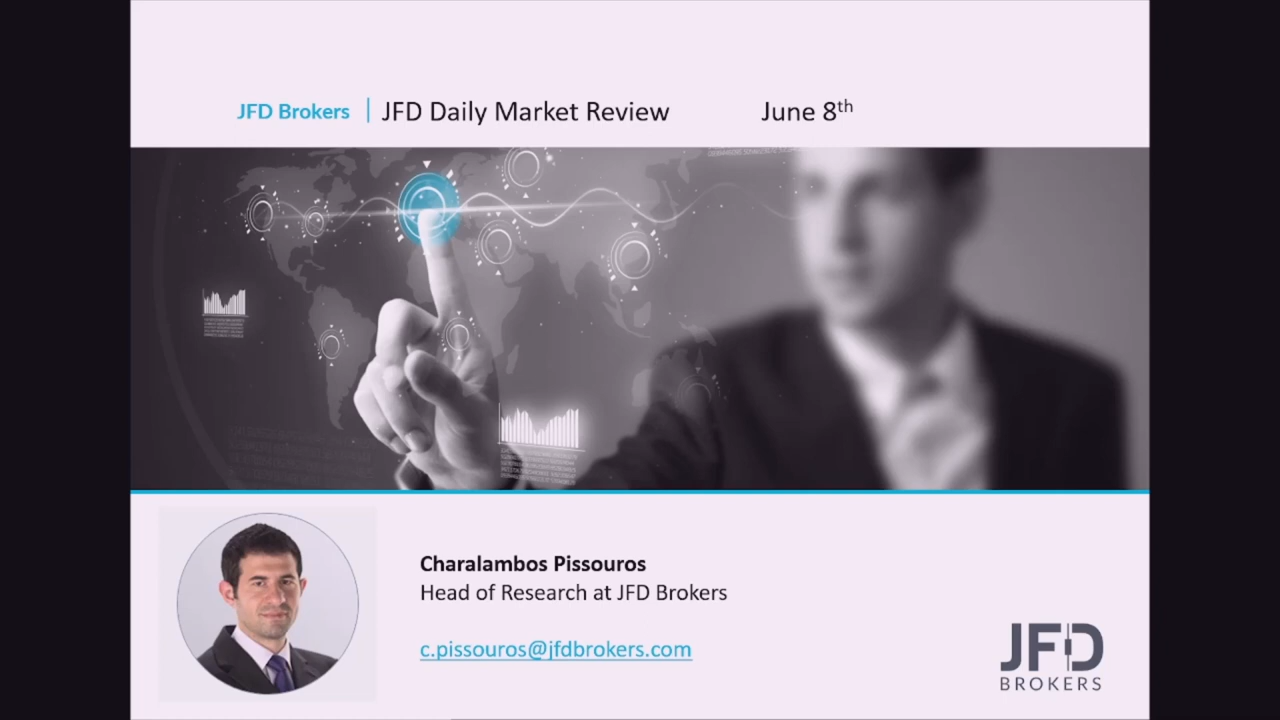 JFD Brokers | JFD Daily Market Review June 8th
Charalambos Pissouros
Head of Research at JFD Brokers
c.pissouros@jfdbrokers.com
JFD
BROKERS